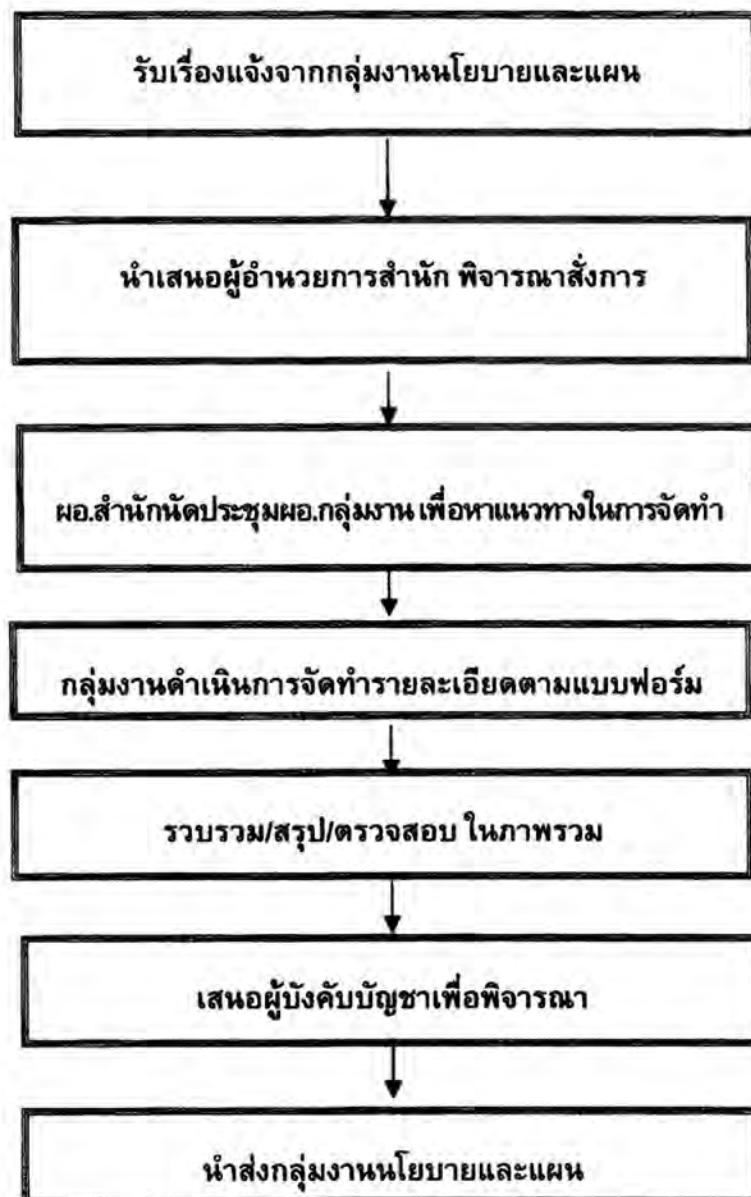 รับเรื่องแจ้งจากกลุ่มงานนโยบายและแผน
นำเสนอผู้อำนวยการสำนัก พิจารณาสั่งการ
ผอ.สำนักนัดประชุมผอ.กลุ่มงาน เพื่อหาแนวทางในการจัดทำ
กลุ่มงานดำเนินการจัดทำรายละเอียดตามแบบฟอร์ม
รวบรวม/สรุป/ตรวจสอบ ในภาพรวม
เสนอผู้บังคับบัญชาเพื่อพิจารณา
นำส่งกลุ่มงานนโยบายและแผน